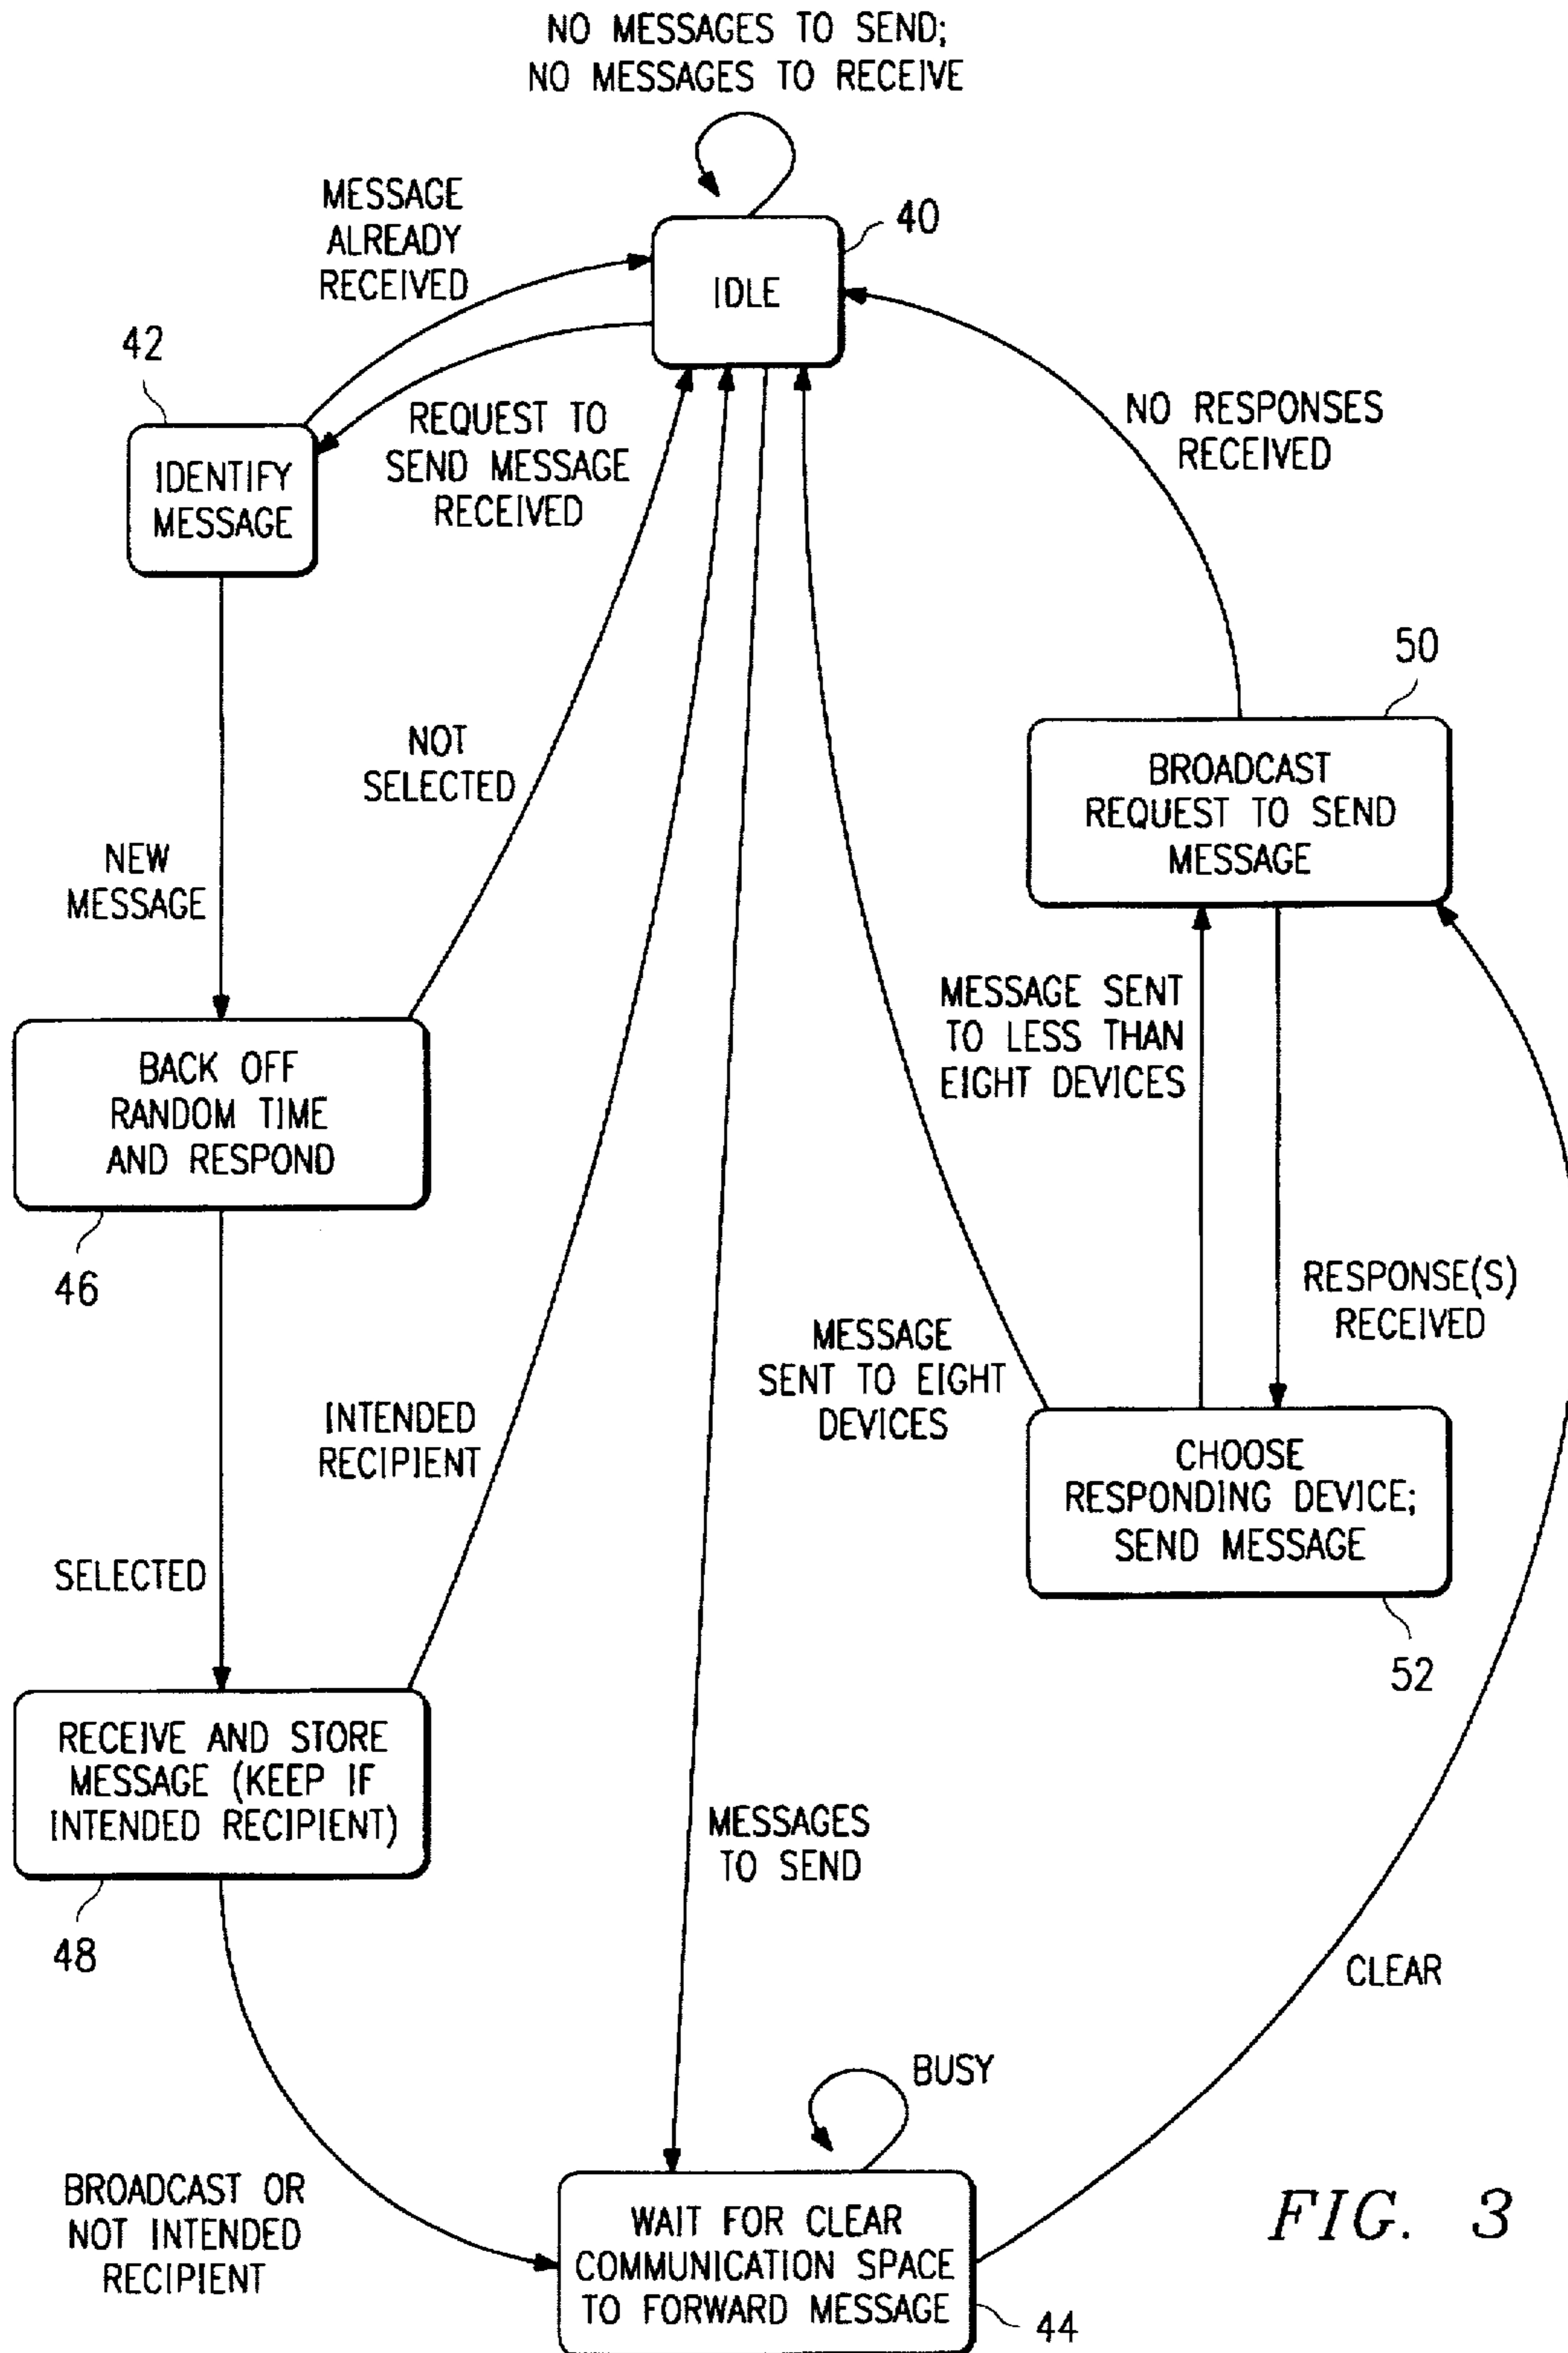 NO MESSAGES TO SEND;
NO MESSAGES TO RECEIVE
MESSAGE
ALREADY
RECEIVED
40
IDLE
42
IDENTIFY
MESSAGE
REQUEST TO
SEND MESSAGE
RECEIVED
NO RESPONSES
RECEIVED
50
BROADCAST
REQUEST TO SEND
MESSAGE
NOT
SELECTED
NEW
MESSAGE
MESSAGE SENT
TO LESS THAN
EIGHT DEVICES
BACK OFF
RANDOM TIME
AND RESPOND
46
RESPONSE(S)
RECEIVED
MESSAGE
SENT TO EIGHT
DEVICES
INTENDED
RECIPIENT
CHOOSE
RESPONDING DEVICE;
SEND MESSAGE
52
SELECTED
RECEIVE AND STORE
MESSAGE (KEEP IF
INTENDED RECIPIENT)
48
MESSAGES
TO SEND
CLEAR
BUSY
BROADCAST OR
NOT INTENDED
RECIPIENT
WAIT FOR CLEAR
COMMUNICATION SPACE
TO FORWARD MESSAGE
44
FIG. 3